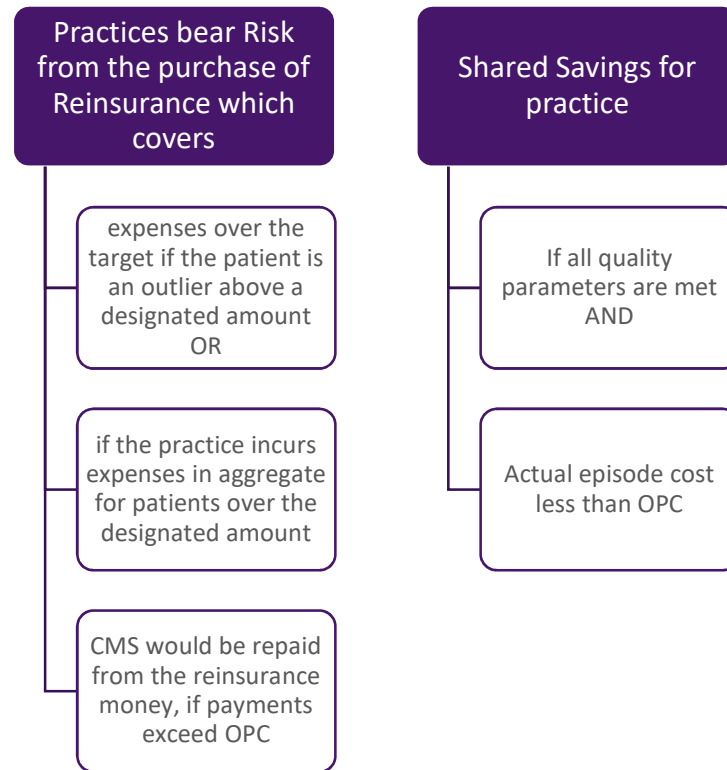 Practices bear Risk
from the purchase of
Reinsurance which
covers
expenses over the
target if the patient is
an outlier above a
designated amount
OR
if the practice incurs
expenses in aggregate
for patients over the
designated amount
CMS would be repaid
from the reinsurance
money, if payments
exceed OPC
Shared Savings for
practice
If all quality
parameters are met
AND
Actual episode cost
less than OPC